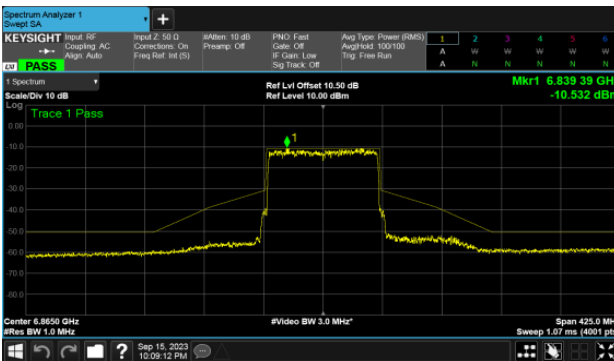 Spectrum Analyzer 1
Swept SA
+
KEYSIGHT
Input: RF
Coupling: AC
Align: Auto
Input Z: 50 Ω
Corrections: On
Freq Ref: Int (S)
#Atten: 10 dB
Preamp: Off
PNO: Fast
Gate: Off
IF Gain: Low
Sig Track: Off
Avg Type: Power (RMS)
Avg|Hold: 100/100
Trig: Free Run
1 2 3 4 5 6
A W W W W W
A N N N N N
LXI PASS
1 Spectrum
Scale/Div 10 dB
Ref Lvl Offset 10.50 dB
Ref Level 10.00 dBm
Mkr1 6.839 39 GH
-10.532 dBr
Log
Trace 1 Pass
0.00
1
-10.0
-20.0
-30.0
-40.0
-50.0
-60.0
-70.0
-80.0
Center 6.8650 GHz
#Res BW 1.0 MHz
#Video BW 3.0 MHz*
Span 425.0 MH
Sweep 1.07 ms (4001 pts
?
Sep 15, 2023
10:09:12 PM